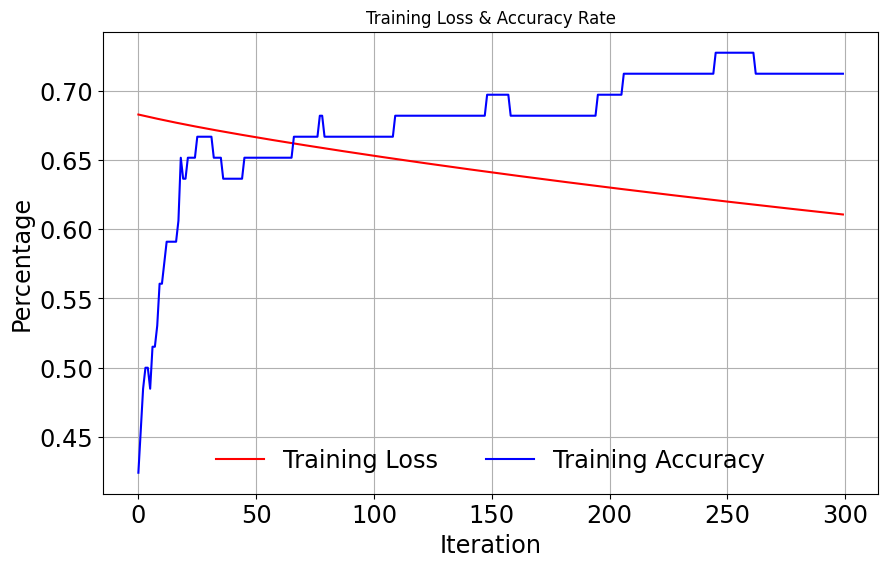 Training Loss & Accuracy Rate
0.70
0.65
0.60
0.55
0.50
0.45
Percentage
Training Loss
Training Accuracy
0 50 100 150 200 250 300
Iteration